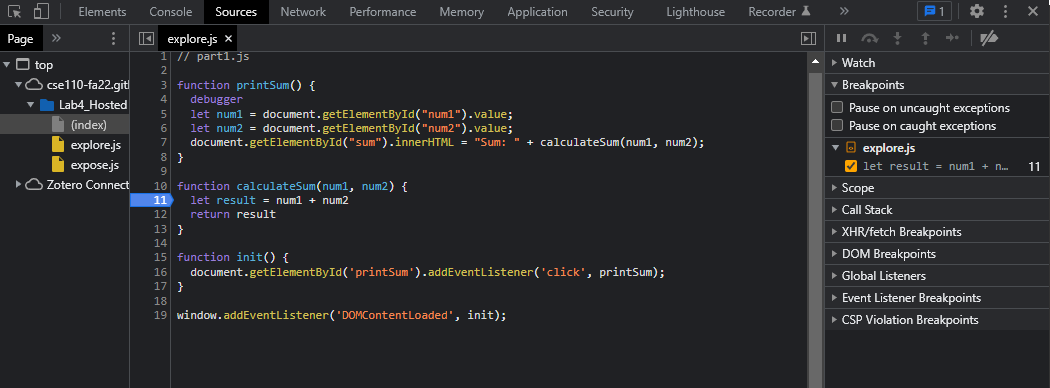 Elements Console Sources Network Performance Memory Application Security Lighthouse Recorder » 1
Page » explore.js ×
top
cse110-fa22.gitl
Lab4_Hosted
(index)
explore.js
expose.js
Zotero Connect
1 // part1.js
2
3 function printSum() {
4   debugger
5   let num1 = document.getElementById("num1").value;
6   let num2 = document.getElementById("num2").value;
7   document.getElementById("sum").innerHTML = "Sum: " + calculateSum(num1, num2);
8 }
9
10 function calculateSum(num1, num2) {
11   let result = num1 + num2
12   return result
13 }
14
15 function init() {
16   document.getElementById('printSum').addEventListener('click', printSum);
17 }
18
19 window.addEventListener('DOMContentLoaded', init);
Watch
Breakpoints
Pause on uncaught exceptions
Pause on caught exceptions
explore.js
let result = num1 + n… 11
Scope
Call Stack
XHR/fetch Breakpoints
DOM Breakpoints
Global Listeners
Event Listener Breakpoints
CSP Violation Breakpoints